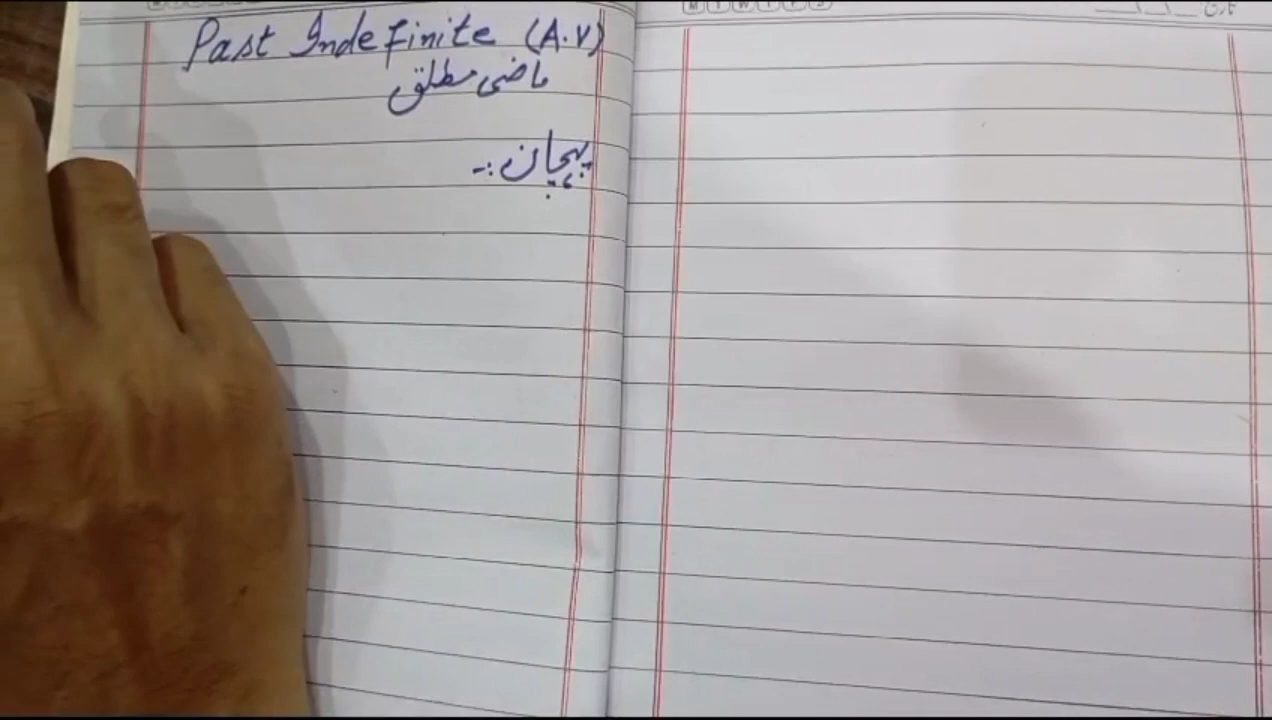 Past Indefinite (A.V)
ماضی مطلق
پہچان :-